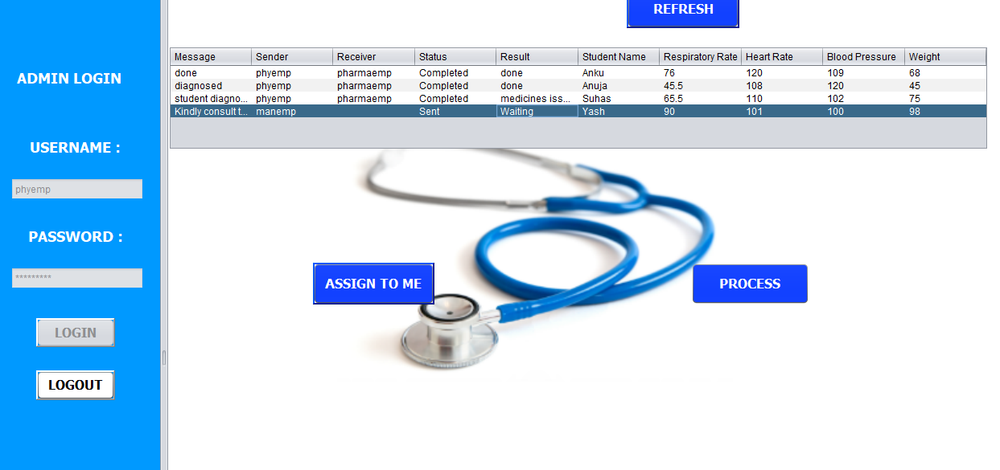 REFRESH
ADMIN LOGIN
USERNAME :
phyemp
PASSWORD :
*********
LOGIN
LOGOUT
Message Sender Receiver Status Result Student Name Respiratory Rate Heart Rate Blood Pressure Weight
done phyemp pharmaemp Completed done Anku 76 120 109 68
diagnosed phyemp pharmaemp Completed done Anuja 45.5 108 120 45
student diagno... phyemp pharmaemp Completed medicines iss... Suhas 65.5 110 102 75
Kindly consult t... manemp Sent Waiting Yash 90 101 100 98
ASSIGN TO ME
PROCESS